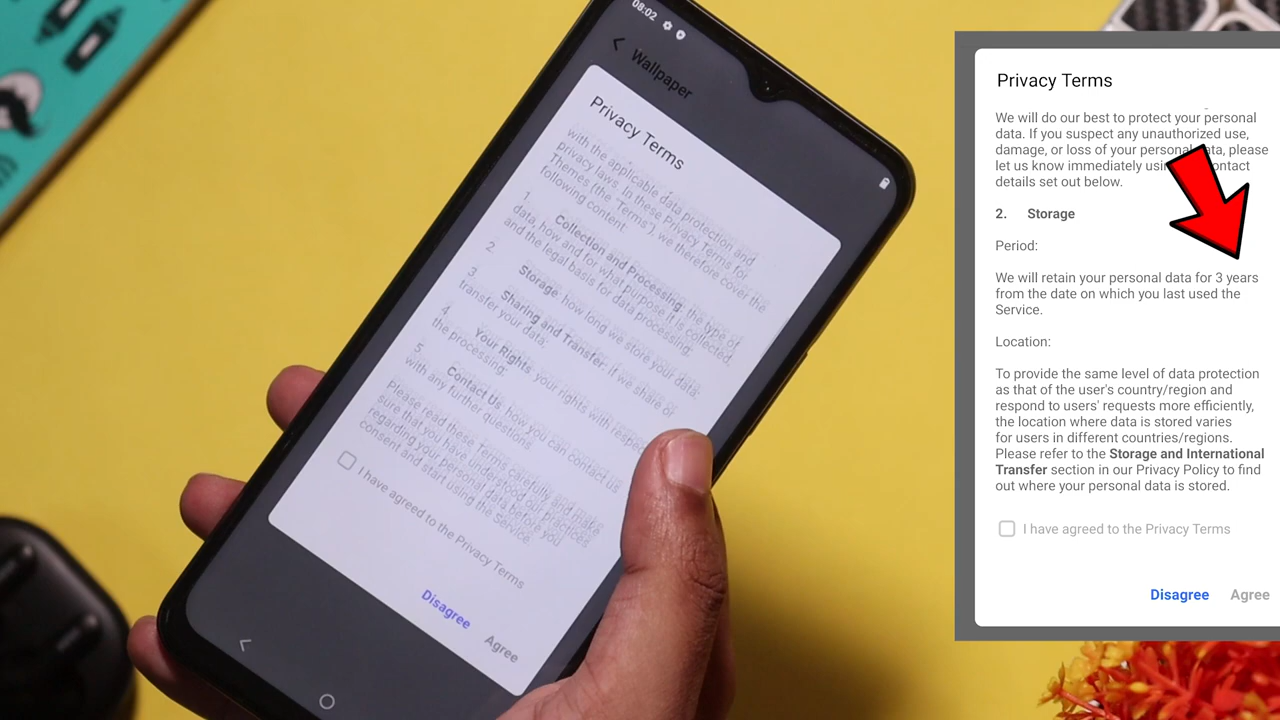 08:02
Wallpaper
Privacy Terms
with the applicable data protection and
privacy laws. In these Privacy Terms for
Themes (the "Terms"), we therefore cover the
following content:
1. Collection and Processing: the type of
data, how and for what purpose it is collected,
and the legal basis for data processing;
2. Storage: how long we store your data;
3. Sharing and Transfer: if we share or
transfer your data;
4. Your Rights: your rights with respect
the processing;
5. Contact Us: how you can contact us
with any further questions.
Please read these Terms carefully and make
sure that you have understood our practices
regarding your personal data before you
consent and start using the Service.
I have agreed to the Privacy Terms
Disagree
Agree
Privacy Terms
We will do our best to protect your personal
data. If you suspect any unauthorized use,
damage, or loss of your personal data, please
let us know immediately contact
details set out below.
2. Storage
Period:
We will retain your personal data for 3 years
from the date on which you last used the
Service.
Location:
To provide the same level of data protection
as that of the user's country/region and
respond to users' requests more efficiently,
the location where data is stored varies
for users in different countries/regions.
Please refer to the Storage and International
Transfer section in our Privacy Policy to find
out where your personal data is stored.
I have agreed to the Privacy Terms
Disagree
Agree